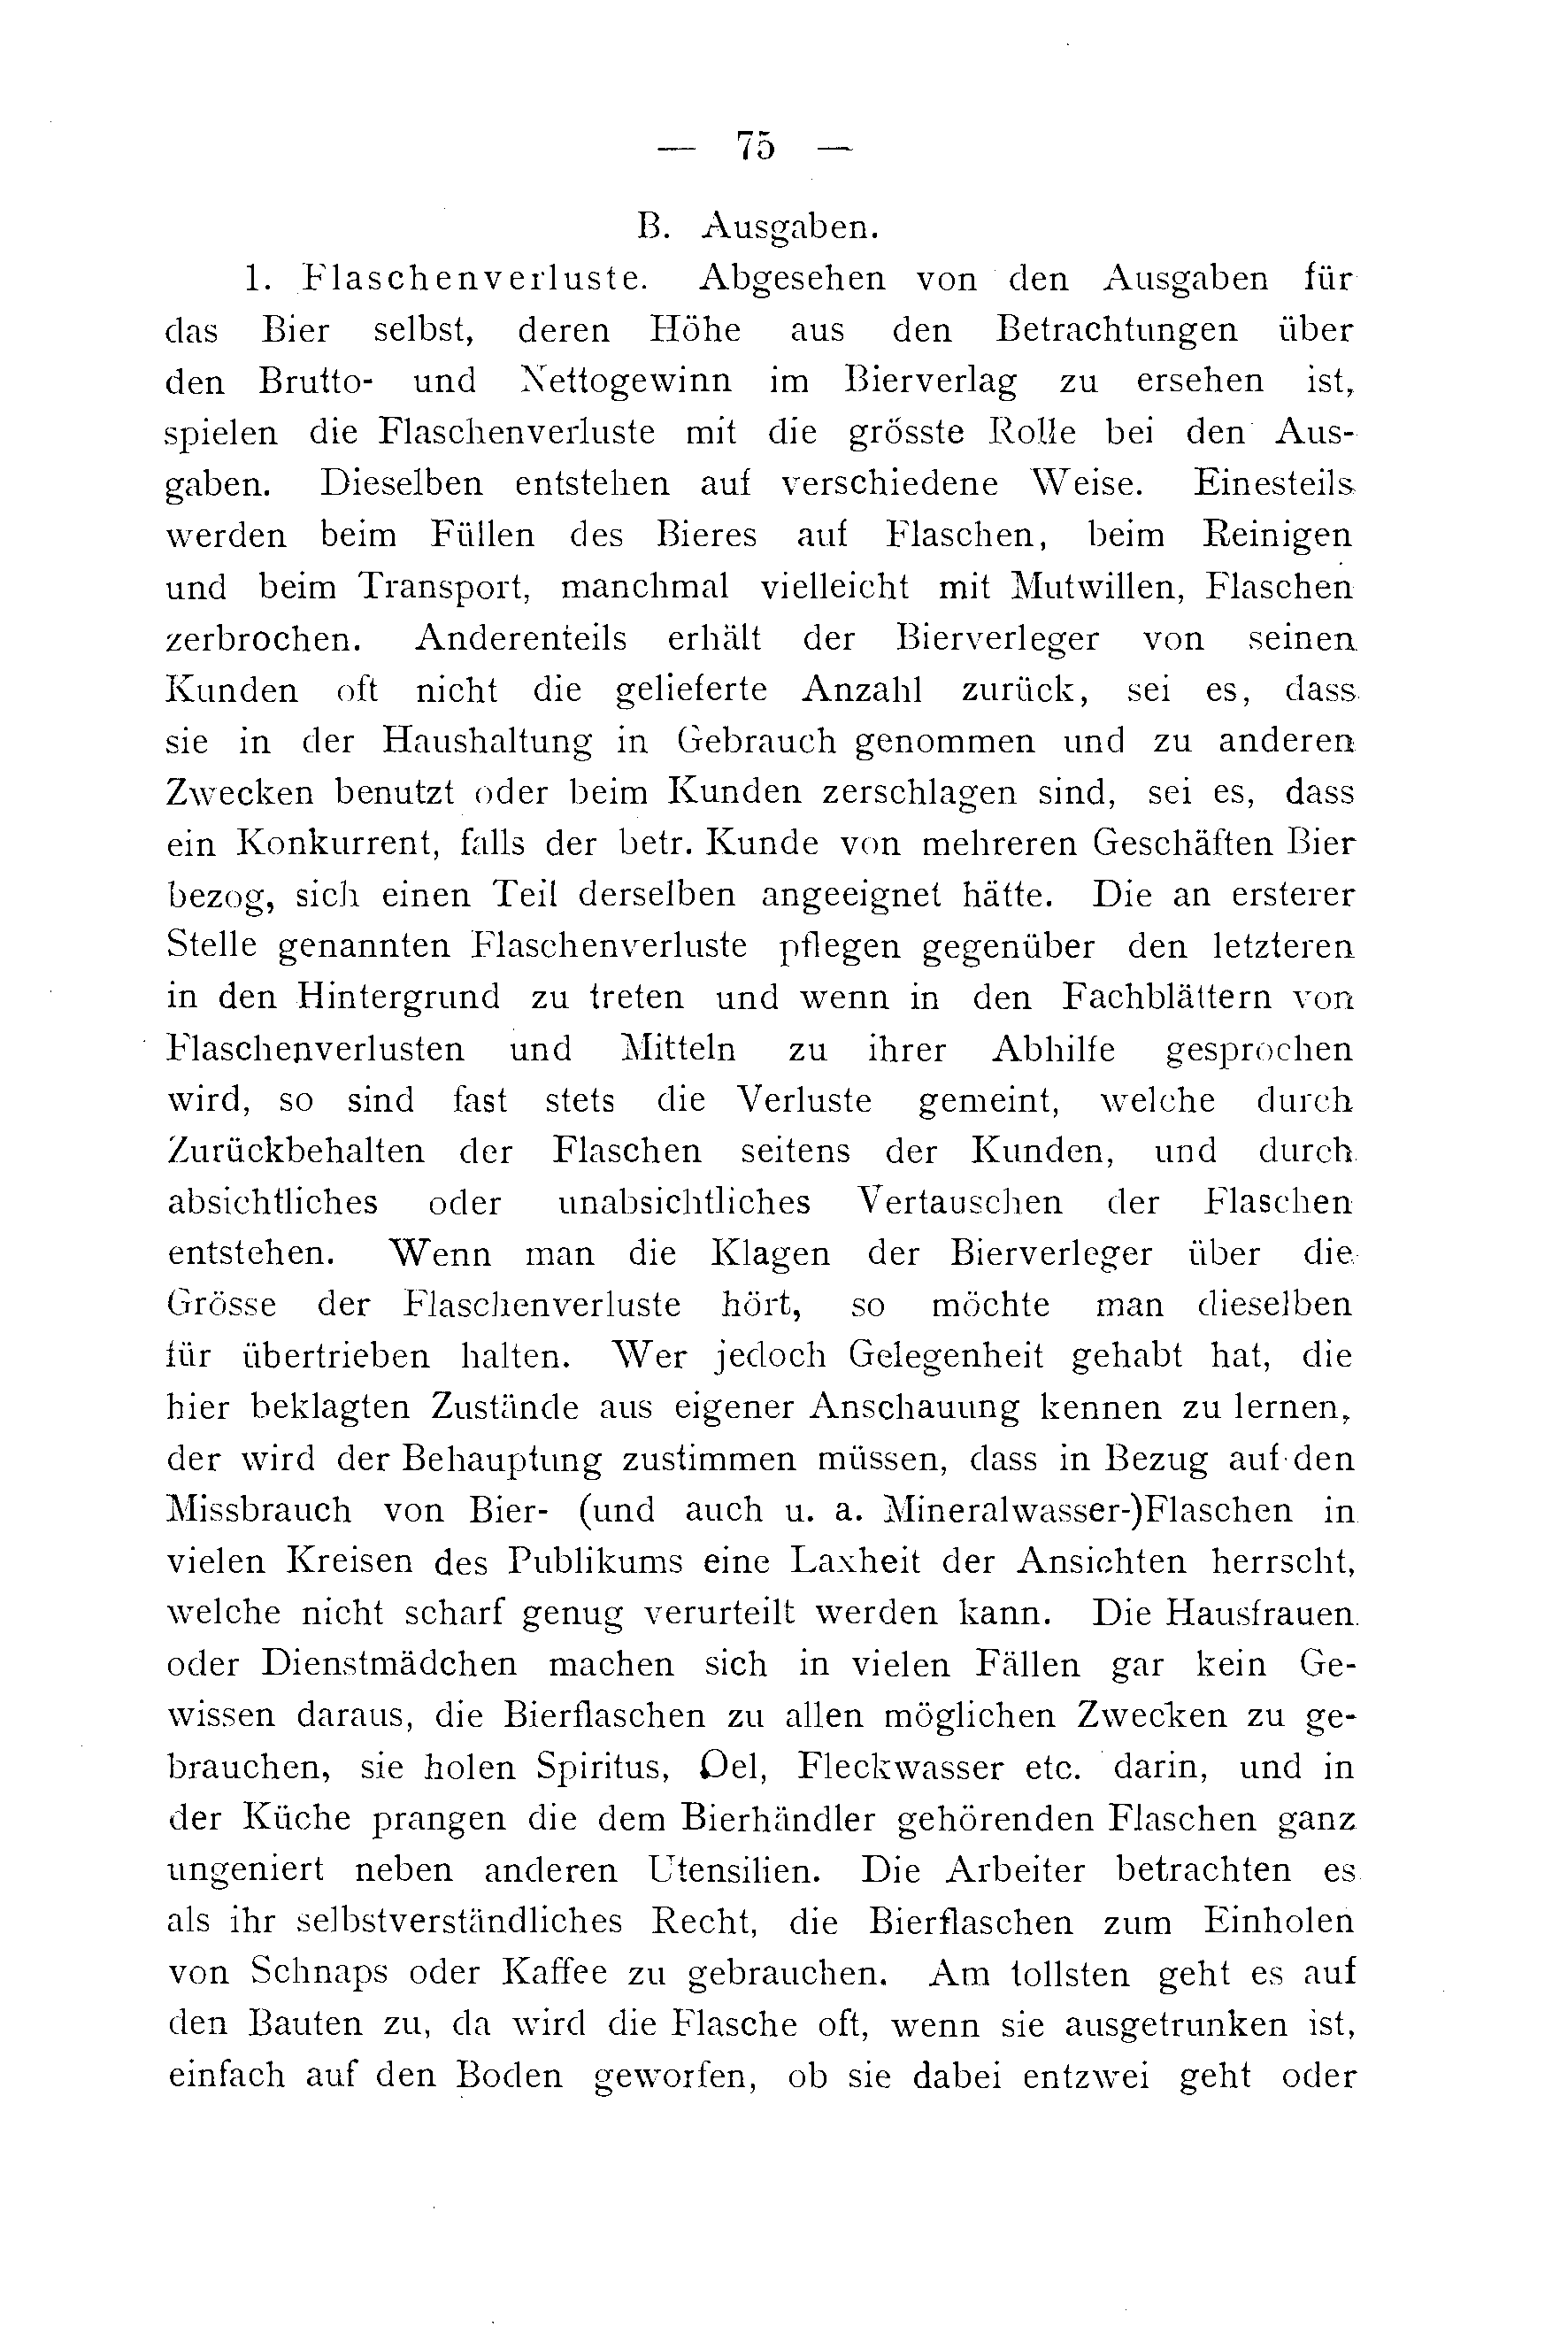 — 75 —
B. Ausgaben.
1. Flaschenverluste. Abgesehen von den Ausgaben für
das Bier selbst, deren Höhe aus den Betrachtungen über
den Brutto- und Nettogewinn im Bierverlag zu ersehen ist,
spielen die Flaschenverluste mit die grösste Rolle bei den Aus-
gaben. Dieselben entstehen auf verschiedene Weise. Einesteils
werden beim Füllen des Bieres auf Flaschen, beim Reinigen
und beim Transport, manchmal vielleicht mit Mutwillen, Flaschen
zerbrochen. Anderenteils erhält der Bierverleger von seinen
Kunden oft nicht die gelieferte Anzahl zurück, sei es, dass
sie in der Haushaltung in Gebrauch genommen und zu anderen
Zwecken benutzt oder beim Kunden zerschlagen sind, sei es, dass
ein Konkurrent, falls der betr. Kunde von mehreren Geschäften Bier
bezog, sich einen Teil derselben angeeignet hätte. Die an ersterer
Stelle genannten Flaschenverluste pflegen gegenüber den letzteren
in den Hintergrund zu treten und wenn in den Fachblättern von
Flaschenverlusten und Mitteln zu ihrer Abhilfe gesprochen
wird, so sind fast stets die Verluste gemeint, welche durch
Zurückbehalten der Flaschen seitens der Kunden, und durch
absichtliches oder unabsichtliches Vertauschen der Flaschen
entstehen. Wenn man die Klagen der Bierverleger über die
Grösse der Flaschenverluste hört, so möchte man dieselben
für übertrieben halten. Wer jedoch Gelegenheit gehabt hat, die
hier beklagten Zustände aus eigener Anschauung kennen zu lernen,
der wird der Behauptung zustimmen müssen, dass in Bezug auf den
Missbrauch von Bier- (und auch u. a. Mineralwasser-)Flaschen in
vielen Kreisen des Publikums eine Laxheit der Ansichten herrscht,
welche nicht scharf genug verurteilt werden kann. Die Hausfrauen
oder Dienstmädchen machen sich in vielen Fällen gar kein Ge-
wissen daraus, die Bierflaschen zu allen möglichen Zwecken zu ge-
brauchen, sie holen Spiritus, Oel, Fleckwasser etc. darin, und in
der Küche prangen die dem Bierhändler gehörenden Flaschen ganz
ungeniert neben anderen Utensilien. Die Arbeiter betrachten es
als ihr selbstverständliches Recht, die Bierflaschen zum Einholen
von Schnaps oder Kaffee zu gebrauchen. Am tollsten geht es auf
den Bauten zu, da wird die Flasche oft, wenn sie ausgetrunken ist,
einfach auf den Boden geworfen, ob sie dabei entzwei geht oder